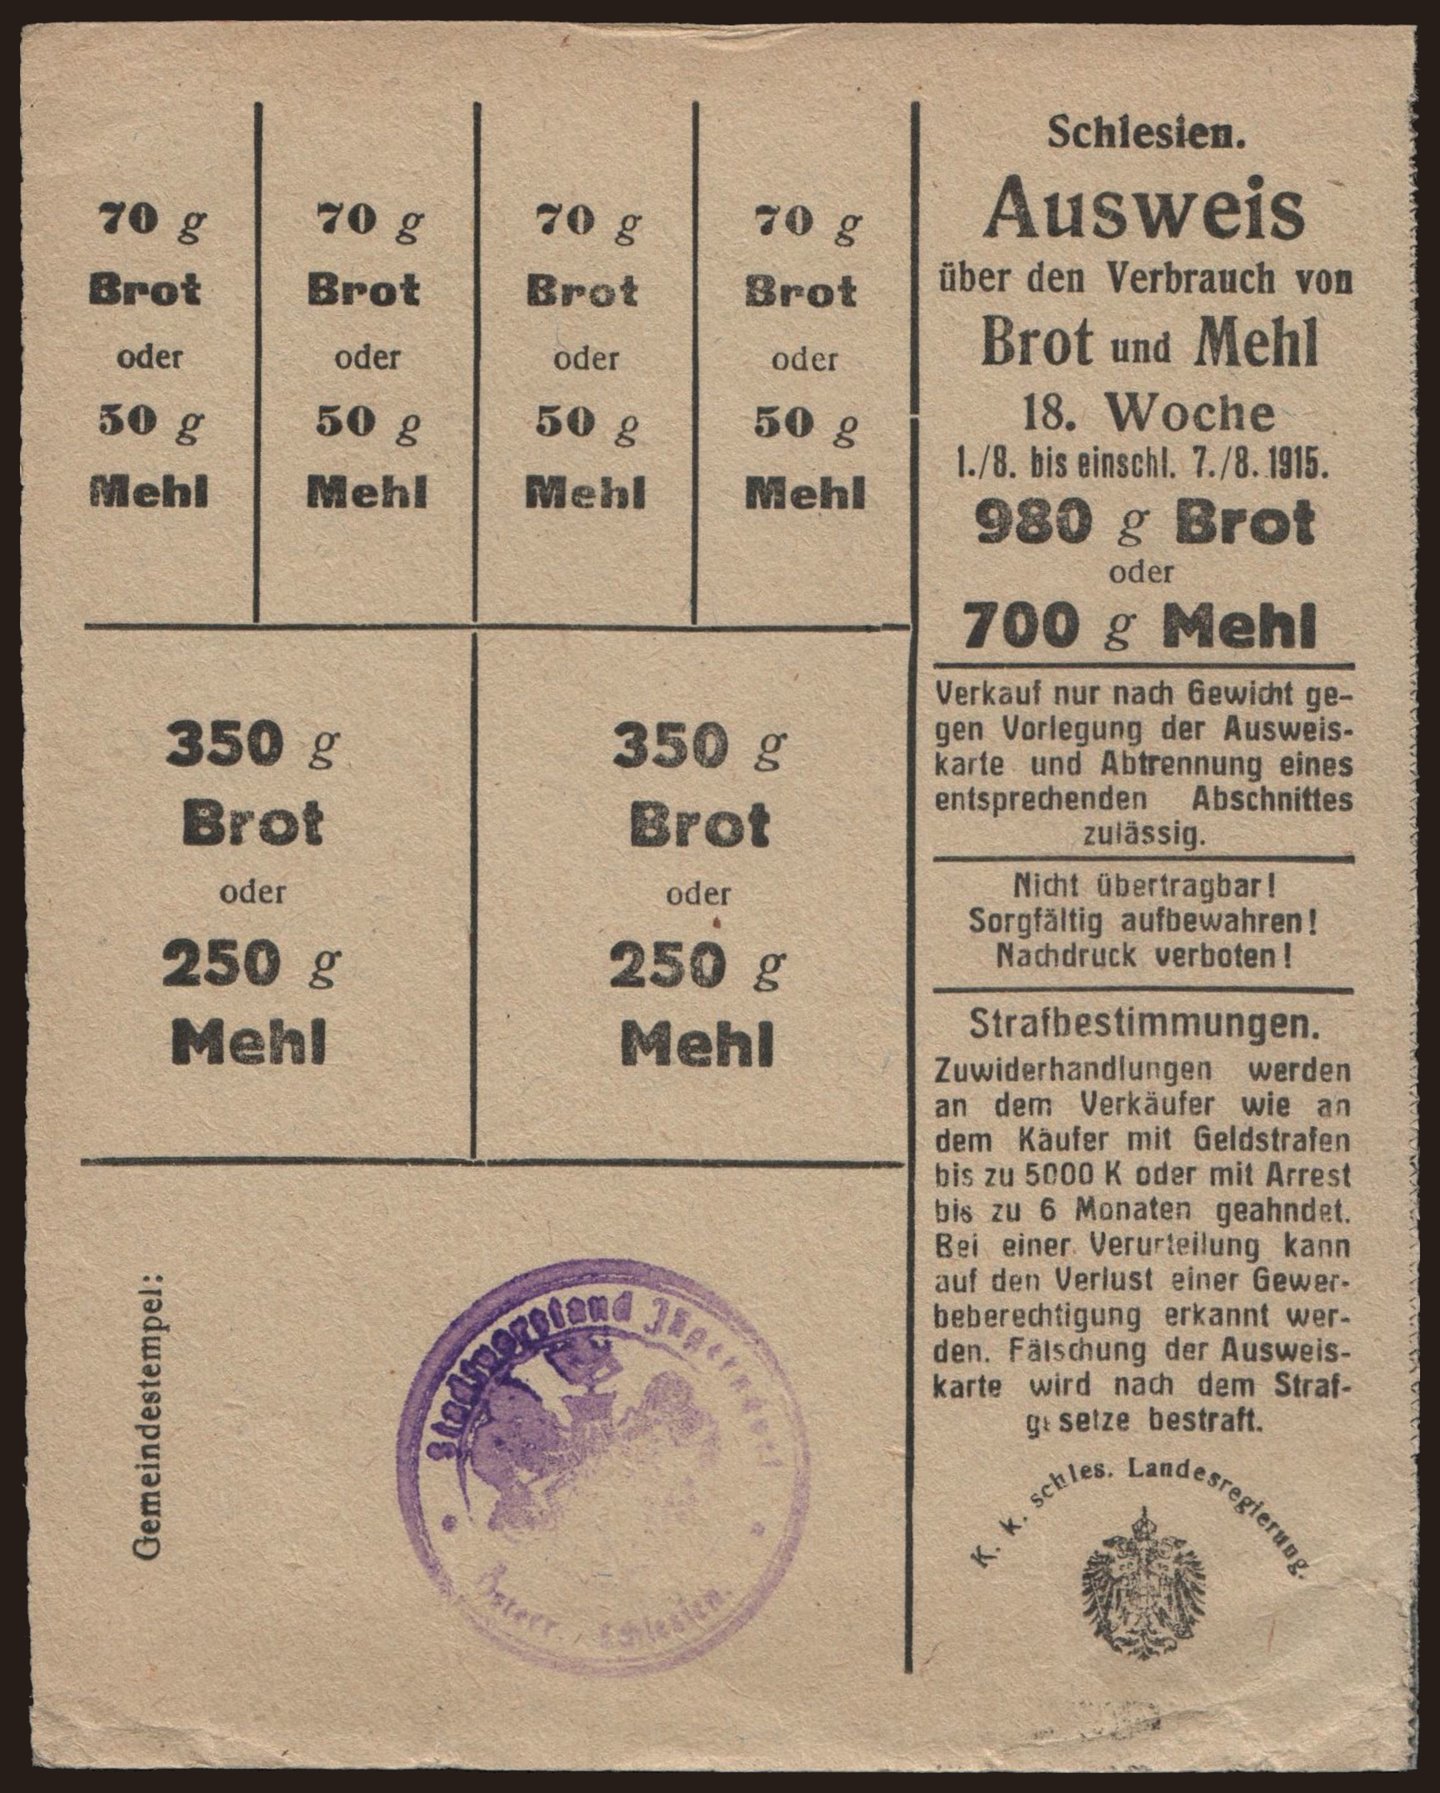 70 g
Brot
oder
50 g
Mehl
70 g
Brot
oder
50 g
Mehl
70 g
Brot
oder
50 g
Mehl
70 g
Brot
oder
50 g
Mehl
350 g
Brot
oder
250 g
Mehl
350 g
Brot
oder
250 g
Mehl
Gemeindestempel:
Stadtvorstand Jägerndorf
Österr. Schlesien.
Schlesien.
Ausweis
über den Verbrauch von
Brot und Mehl
18. Woche
1./8. bis einschl. 7./8. 1915.
980 g Brot
oder
700 g Mehl
Verkauf nur nach Gewicht ge-
gen Vorlegung der Ausweis-
karte und Abtrennung eines
entsprechenden Abschnittes
zulässig.
Nicht übertragbar!
Sorgfältig aufbewahren!
Nachdruck verboten!
Strafbestimmungen.
Zuwiderhandlungen werden
an dem Verkäufer wie an
dem Käufer mit Geldstrafen
bis zu 5000 K oder mit Arrest
bis zu 6 Monaten geahndet.
Bei einer Verurteilung kann
auf den Verlust einer Gewer-
beberechtigung erkannt wer-
den. Fälschung der Ausweis-
karte wird nach dem Straf-
gesetze bestraft.
K. k. schles. Landesregierung.